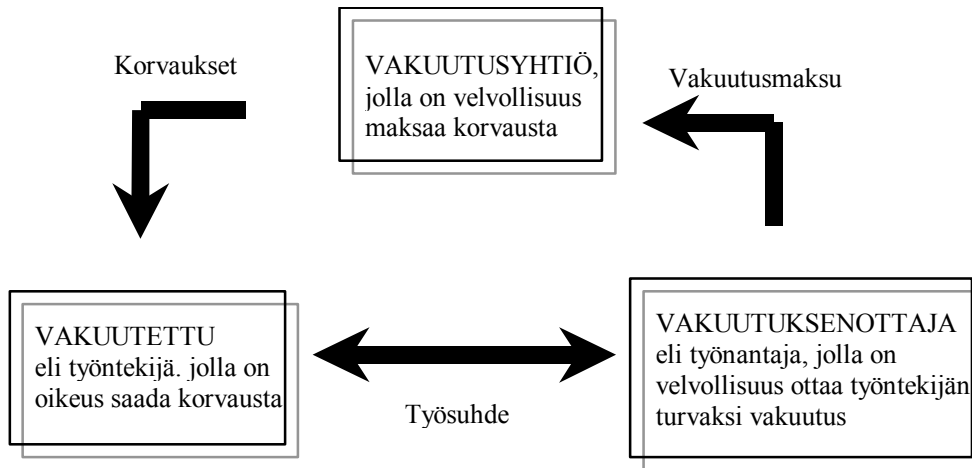 Korvaukset
VAKUUTUSYHTIÖ,
jolla on velvollisuus
maksaa korvausta
Vakuutusmaksu
VAKUUTETTU
eli työntekijä. jolla on
oikeus saada korvausta
Työsuhde
VAKUUTUKSENOTTAJA
eli työnantaja, jolla on
velvollisuus ottaa työntekijän
turvaksi vakuutus